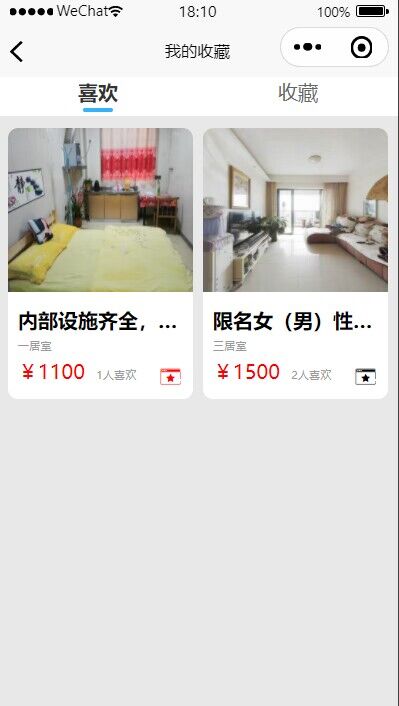 WeChat 18:10 100%
我的收藏
喜欢 收藏
静
内部设施齐全，...
一居室
￥1100 1人喜欢
限名女（男）性...
三居室
￥1500 2人喜欢